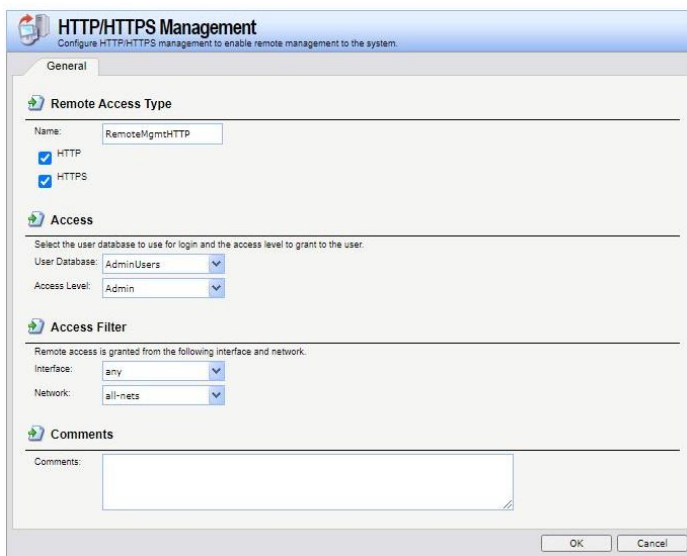 HTTP/HTTPS Management
Configure HTTP/HTTPS management to enable remote management to the system.
General
Remote Access Type
Name: RemoteMgmtHTTP
HTTP
HTTPS
Access
Select the user database to use for login and the access level to grant to the user.
User Database: AdminUsers
Access Level: Admin
Access Filter
Remote access is granted from the following interface and network.
Interface: any
Network: all-nets
Comments
Comments:
OK Cancel